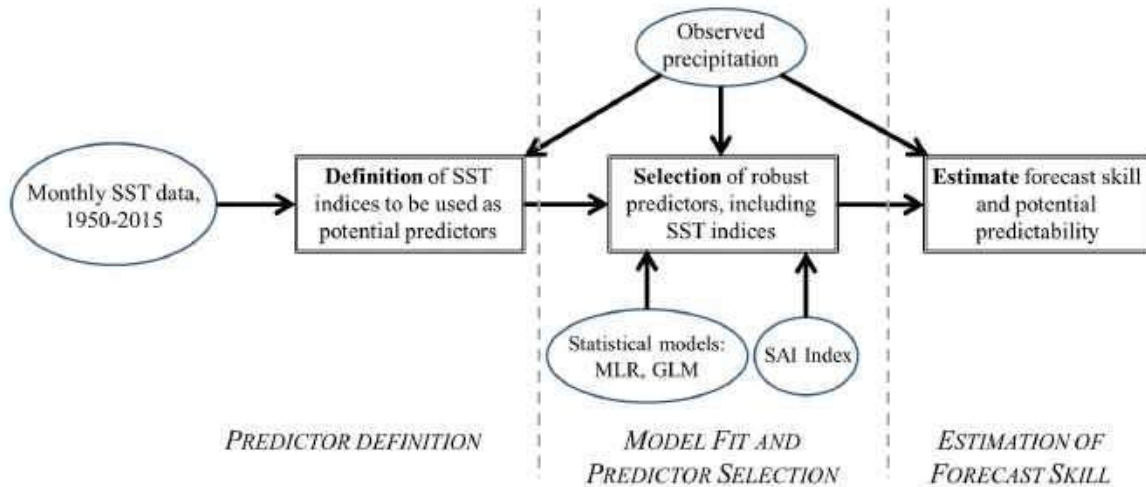 Observed
precipitation
Monthly SST data,
1950-2015
Definition of SST
indices to be used as
potential predictors
Selection of robust
predictors, including
SST indices
Estimate forecast skill
and potential
predictability
Statistical models:
MLR, GLM
SAI Index
PREDICTOR DEFINITION
MODEL FIT AND
PREDICTOR SELECTION
ESTIMATION OF
FORECAST SKILL